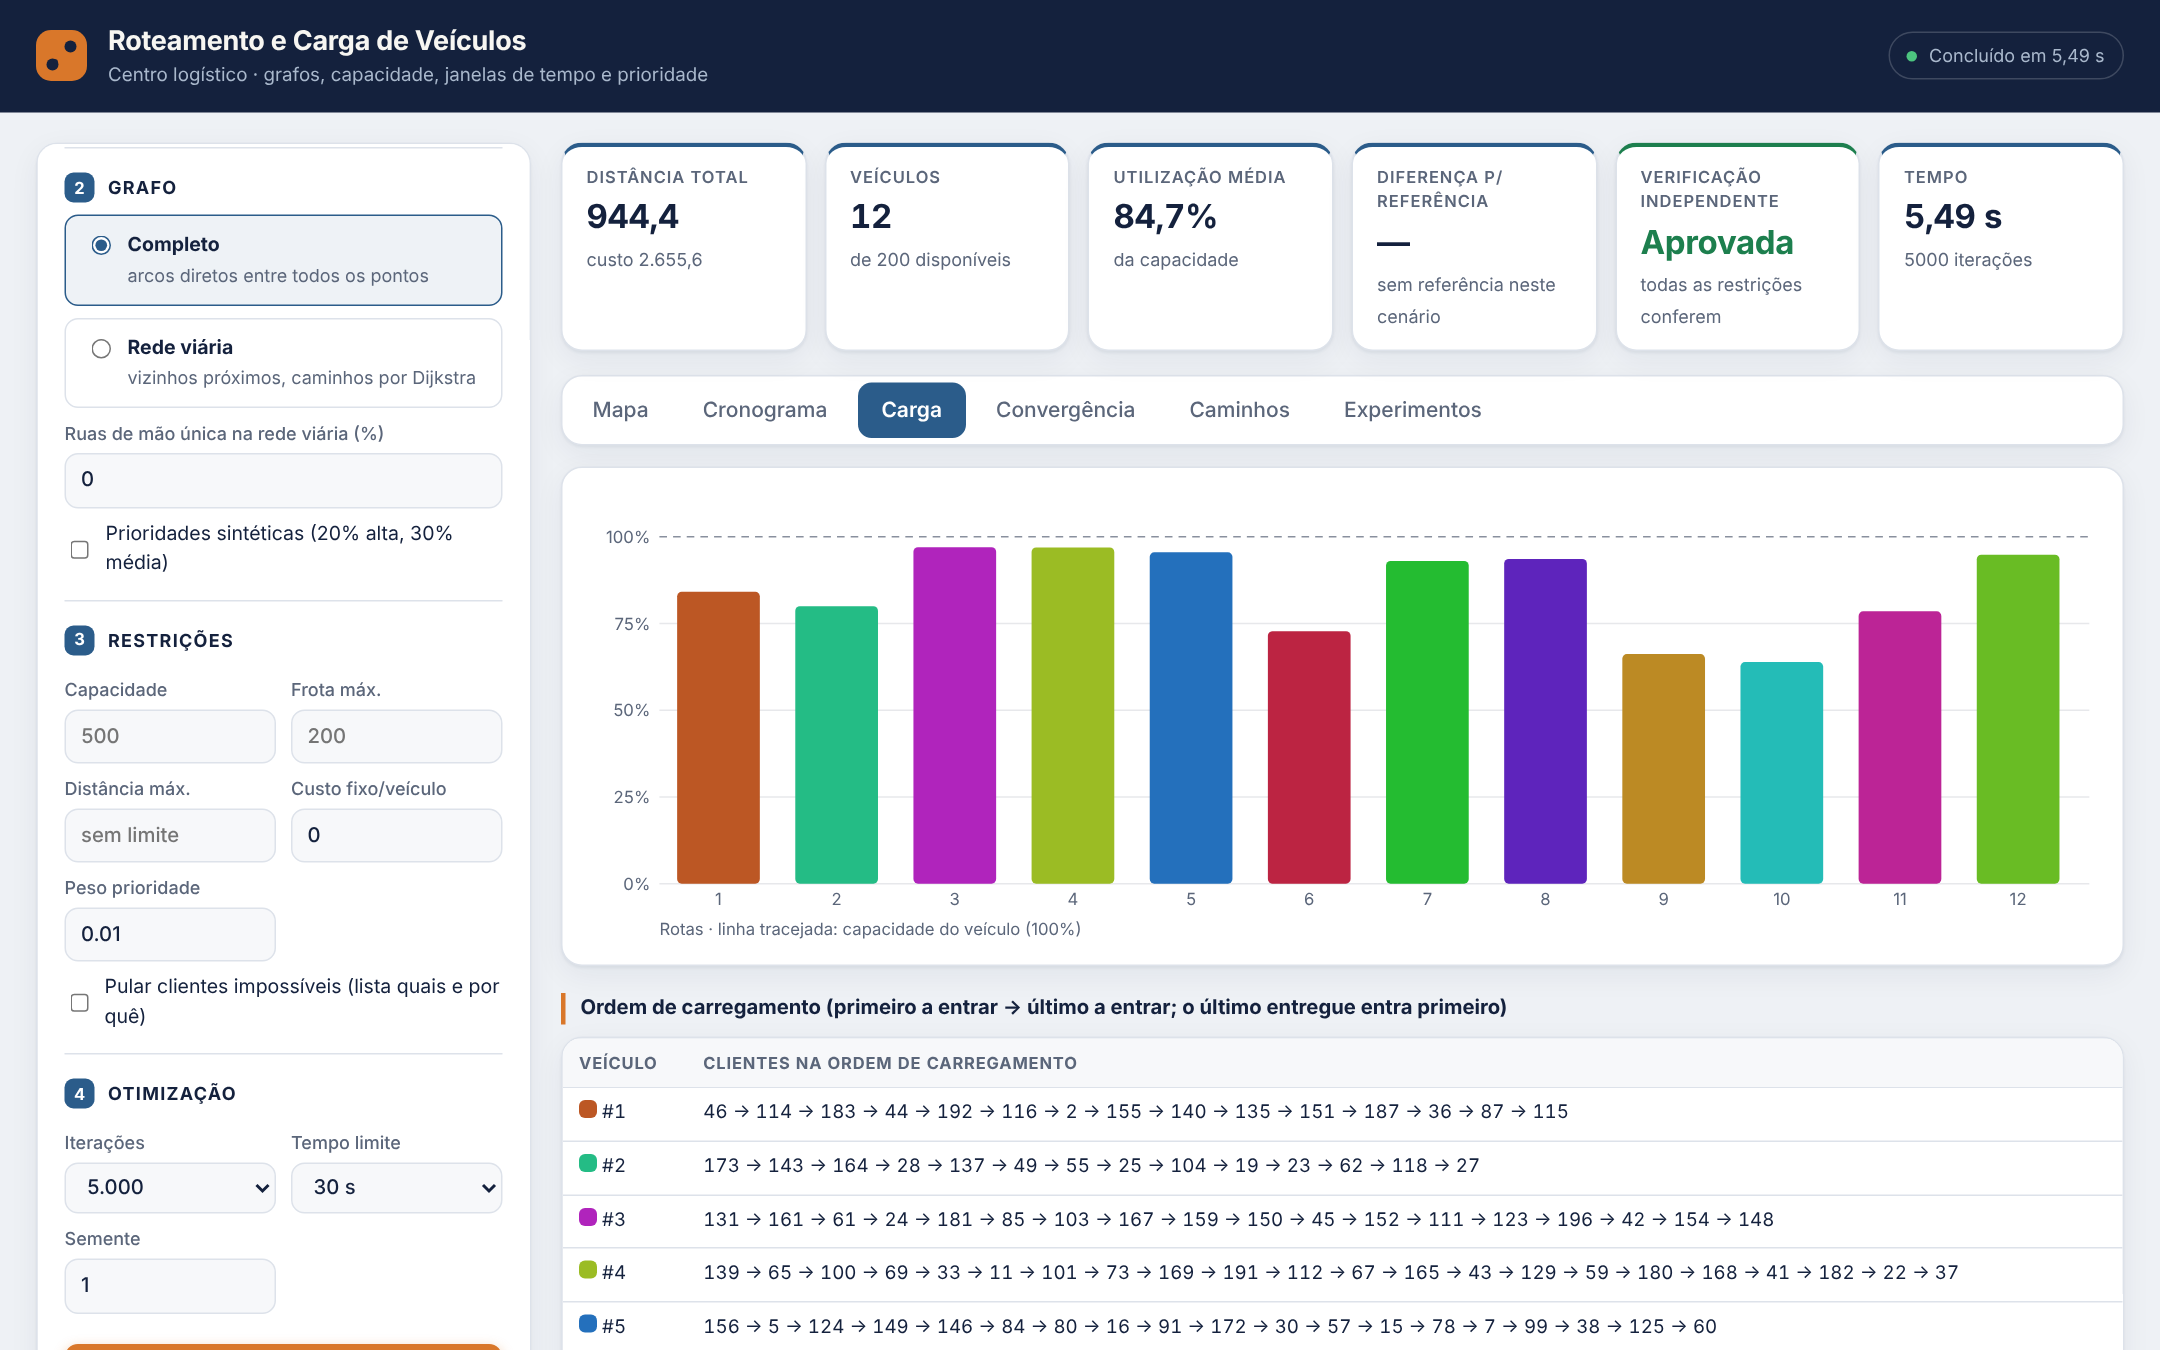 Roteamento e Carga de Veículos
Centro logístico · grafos, capacidade, janelas de tempo e prioridade
Concluído em 5,49 s
2 GRAFO
Completo
arcos diretos entre todos os pontos
Rede viária
vizinhos próximos, caminhos por Dijkstra
Ruas de mão única na rede viária (%)
0
Prioridades sintéticas (20% alta, 30%
média)
3 RESTRIÇÕES
Capacidade Frota máx.
500 200
Distância máx. Custo fixo/veículo
sem limite 0
Peso prioridade
0.01
Pular clientes impossíveis (lista quais e por
quê)
4 OTIMIZAÇÃO
Iterações Tempo limite
5.000 30 s
Semente
1
DISTÂNCIA TOTAL
944,4
custo 2.655,6
VEÍCULOS
12
de 200 disponíveis
UTILIZAÇÃO MÉDIA
84,7%
da capacidade
DIFERENÇA P/
REFERÊNCIA
—
sem referência neste
cenário
VERIFICAÇÃO
INDEPENDENTE
Aprovada
todas as restrições
conferem
TEMPO
5,49 s
5000 iterações
Mapa Cronograma Carga Convergência Caminhos Experimentos
100%
75%
50%
25%
0%
1 2 3 4 5 6 7 8 9 10 11 12
Rotas · linha tracejada: capacidade do veículo (100%)
Ordem de carregamento (primeiro a entrar → último a entrar; o último entregue entra primeiro)
VEÍCULO CLIENTES NA ORDEM DE CARREGAMENTO
#1 46 → 114 → 183 → 44 → 192 → 116 → 2 → 155 → 140 → 135 → 151 → 187 → 36 → 87 → 115
#2 173 → 143 → 164 → 28 → 137 → 49 → 55 → 25 → 104 → 19 → 23 → 62 → 118 → 27
#3 131 → 161 → 61 → 24 → 181 → 85 → 103 → 167 → 159 → 150 → 45 → 152 → 111 → 123 → 196 → 42 → 154 → 148
#4 139 → 65 → 100 → 69 → 33 → 11 → 101 → 73 → 169 → 191 → 112 → 67 → 165 → 43 → 129 → 59 → 180 → 168 → 41 → 182 → 22 → 37
#5 156 → 5 → 124 → 149 → 146 → 84 → 80 → 16 → 91 → 172 → 30 → 57 → 15 → 78 → 7 → 99 → 38 → 125 → 60